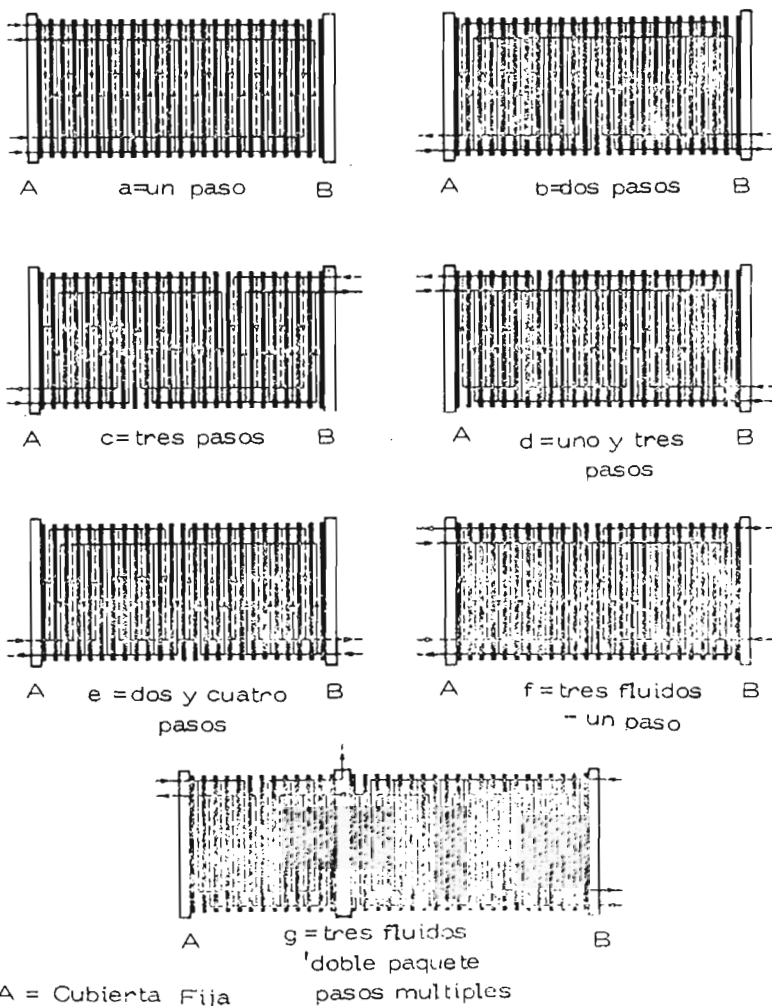 A a=un paso B
A b=dos pasos B
A c=tres pasos B
A d=uno y tres B
pasos
A e=dos y cuatro B
pasos
A f=tres fluidos B
- un paso
A g=tres fluidos B
'doble paquete
A = Cubierta Fija pasos multiples